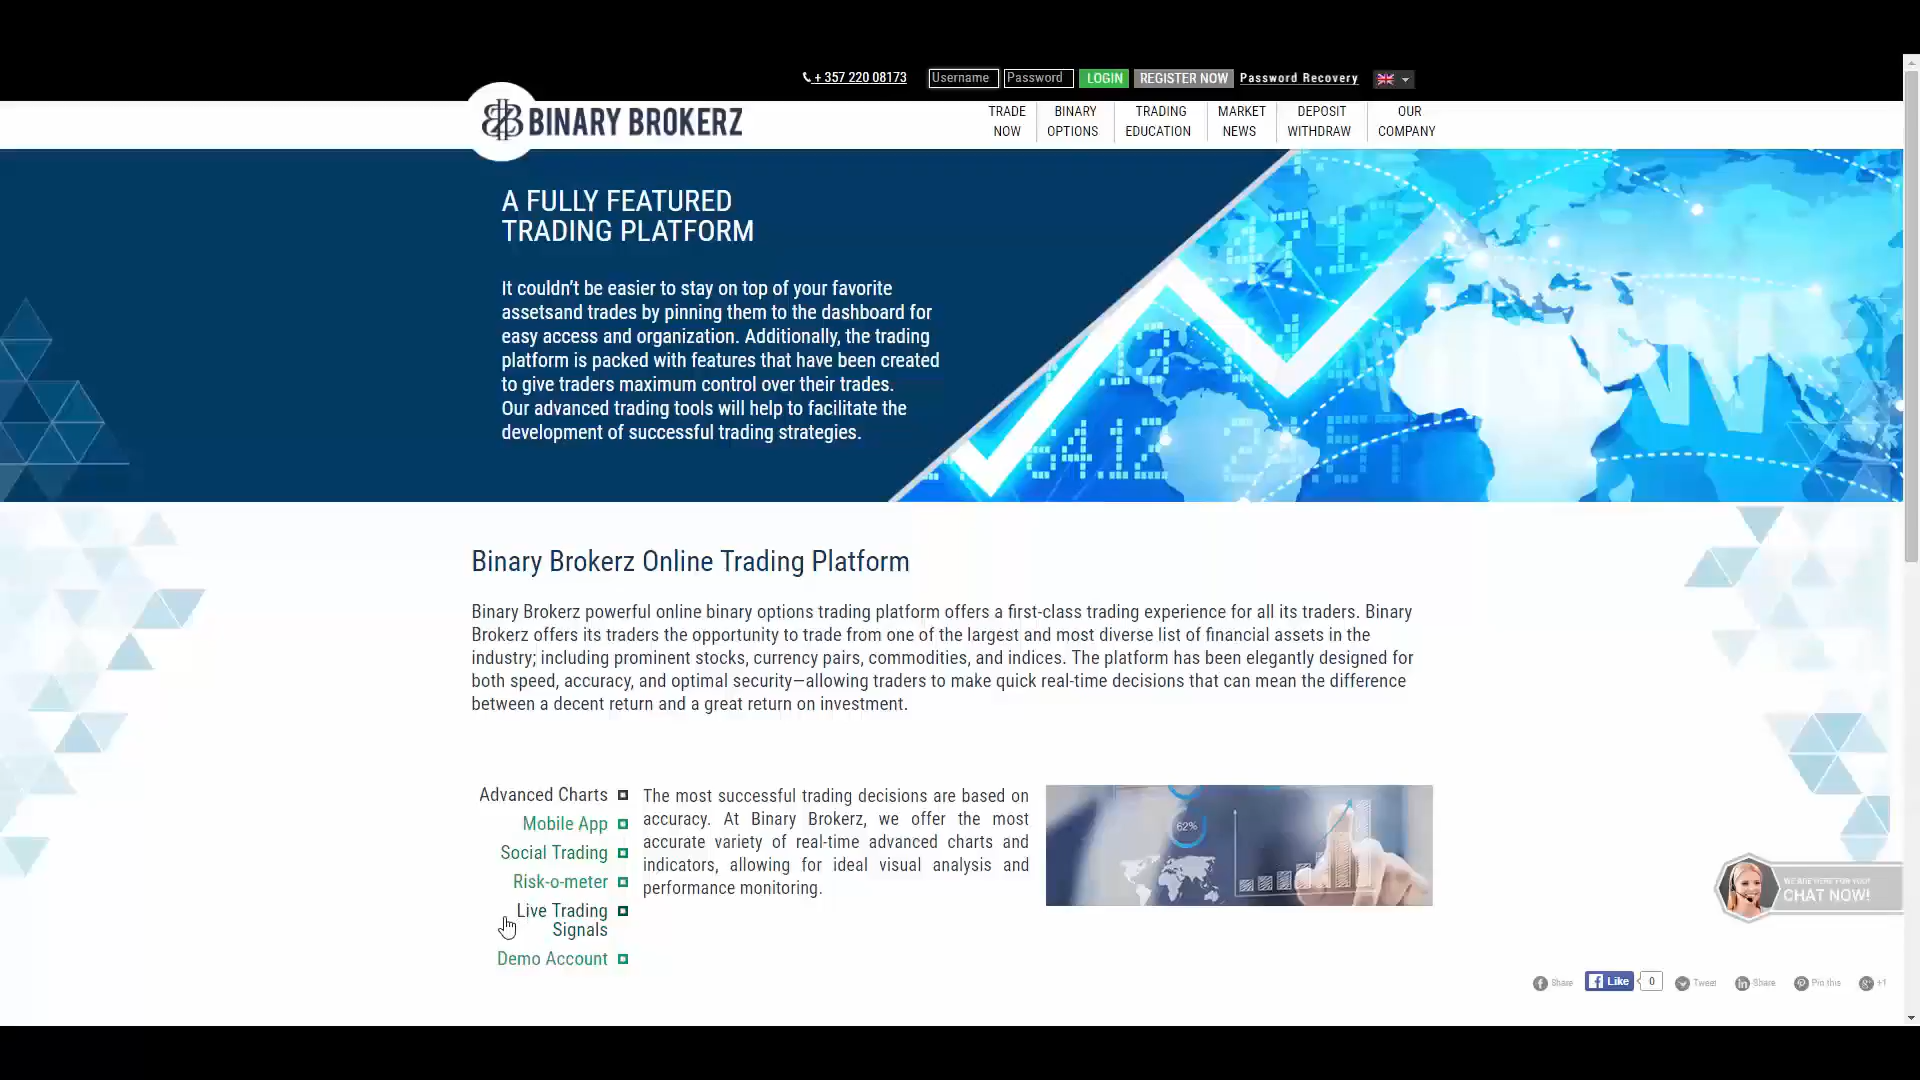 + 357 220 08173
Username
Password
LOGIN
REGISTER NOW
Password Recovery
BINARY BROKERZ
TRADE
NOW
BINARY
OPTIONS
TRADING
EDUCATION
MARKET
NEWS
DEPOSIT
WITHDRAW
OUR
COMPANY
A FULLY FEATURED
TRADING PLATFORM
It couldn't be easier to stay on top of your favorite
assetsand trades by pinning them to the dashboard for
easy access and organization. Additionally, the trading
platform is packed with features that have been created
to give traders maximum control over their trades.
Our advanced trading tools will help to facilitate the
development of successful trading strategies.
Binary Brokerz Online Trading Platform
Binary Brokerz powerful online binary options trading platform offers a first-class trading experience for all its traders. Binary
Brokerz offers its traders the opportunity to trade from one of the largest and most diverse list of financial assets in the
industry; including prominent stocks, currency pairs, commodities, and indices. The platform has been elegantly designed for
both speed, accuracy, and optimal security—allowing traders to make quick real-time decisions that can mean the difference
between a decent return and a great return on investment.
Advanced Charts
Mobile App
Social Trading
Risk-o-meter
Live Trading
Signals
Demo Account
The most successful trading decisions are based on
accuracy. At Binary Brokerz, we offer the most
accurate variety of real-time advanced charts and
indicators, allowing for ideal visual analysis and
performance monitoring.
62%
WE ARE HERE FOR YOU!
CHAT NOW!
Share
Like
0
Tweet
Share
Pin this
+1